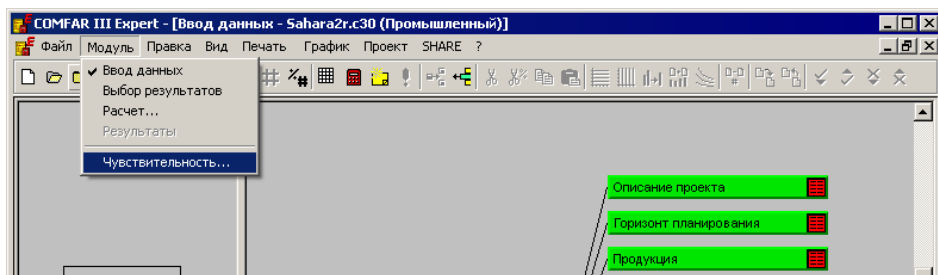 COMFAR III Expert - [Ввод данных - Sahara2r.c30 (Промышленный)]
Файл Модуль Правка Вид Печать График Проект SHARE ?
Ввод данных
Выбор результатов
Расчет...
Результаты
Чувствительность...
Описание проекта
Горизонт планирования
Продукция